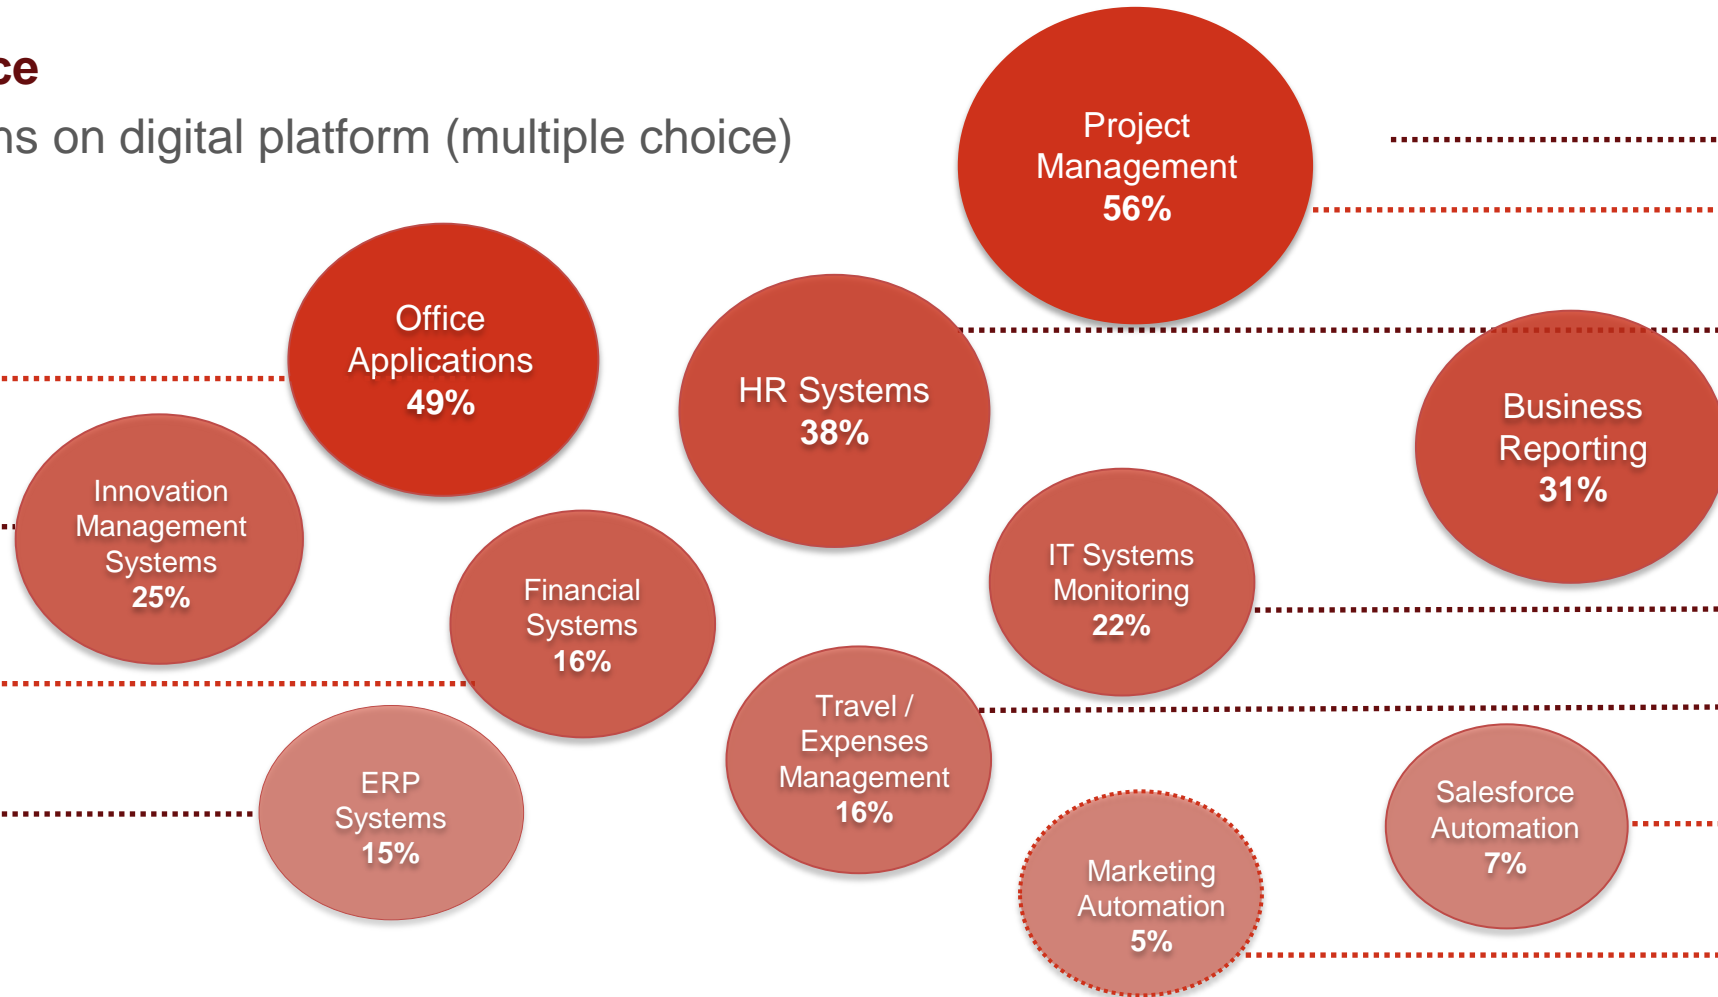 ce
ns on digital platform (multiple choice)
Project
Management
56%
Office
Applications
49%
HR Systems
38%
Business
Reporting
31%
Innovation
Management
Systems
25%
IT Systems
Monitoring
22%
Financial
Systems
16%
Travel /
Expenses
Management
16%
ERP
Systems
15%
Salesforce
Automation
7%
Marketing
Automation
5%